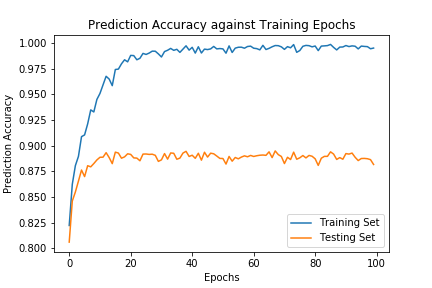 Prediction Accuracy against Training Epochs
1.000
0.975
0.950
0.925
0.900
0.875
0.850
0.825
0.800
Prediction Accuracy
0 20 40 60 80 100
Epochs
Training Set
Testing Set